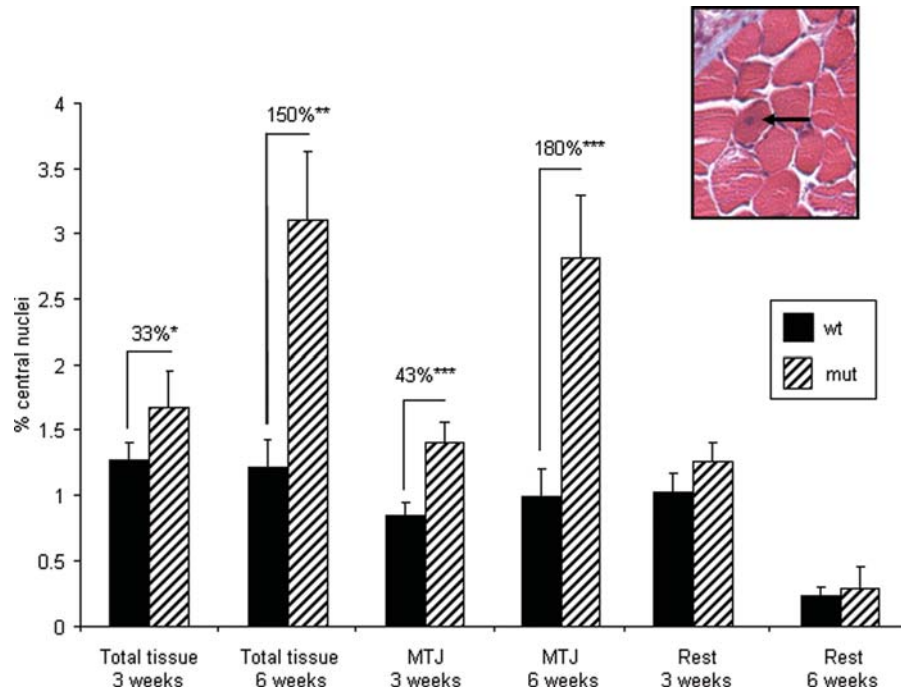 4
3.5
3
2.5
2
1.5
1
0.5
0
% central nuclei
33%*
150%**
43%***
180%***
wt
mut
Total tissue
3 weeks
Total tissue
6 weeks
MTJ
3 weeks
MTJ
6 weeks
Rest
3 weeks
Rest
6 weeks